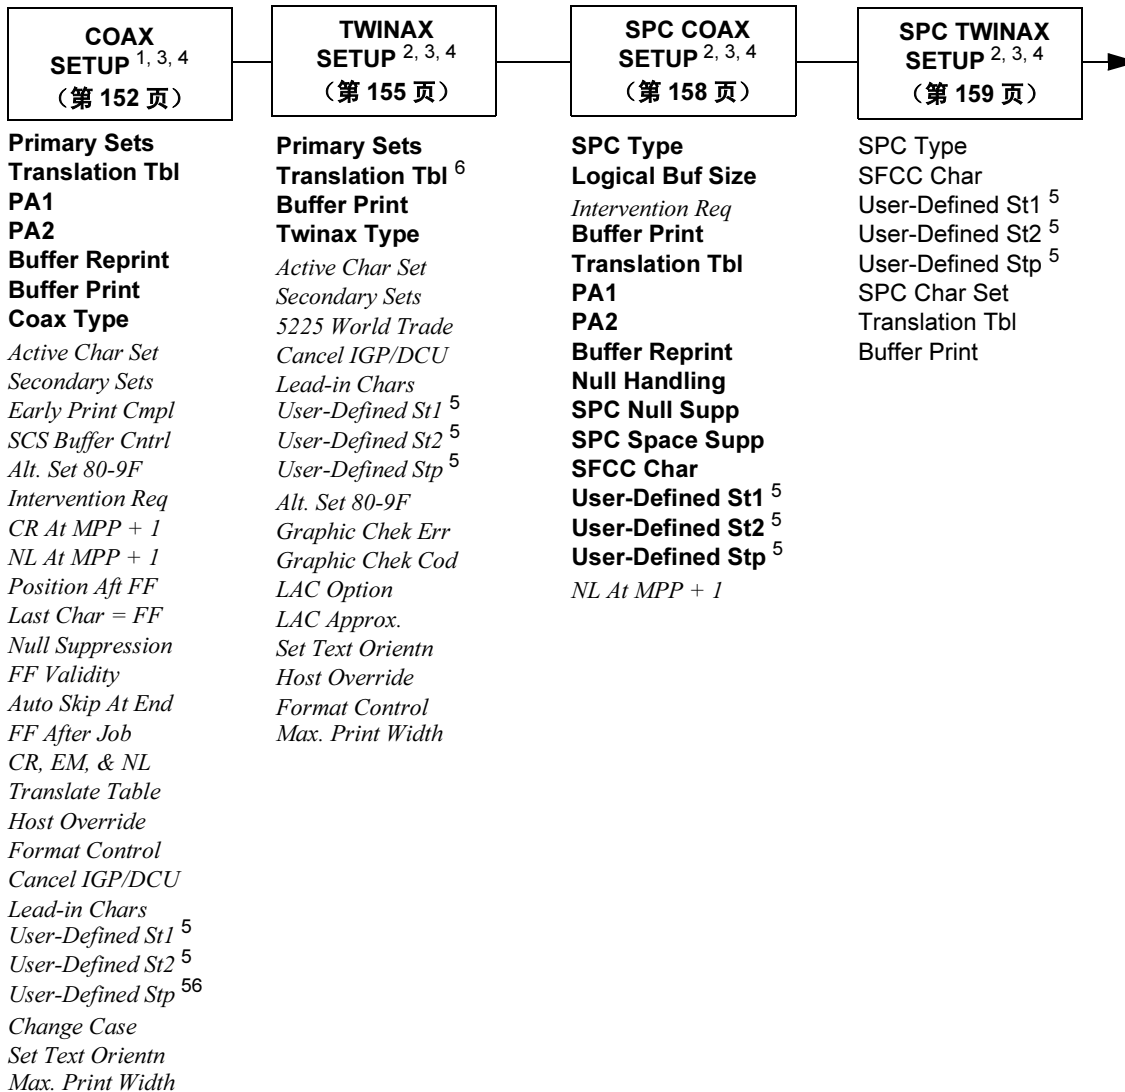 COAX
SETUP 1, 3, 4
（第 152 页）
Primary Sets
Translation Tbl
PA1
PA2
Buffer Reprint
Buffer Print
Coax Type
Active Char Set
Secondary Sets
Early Print Cmpl
SCS Buffer Cntrl
Alt. Set 80-9F
Intervention Req
CR At MPP + 1
NL At MPP + 1
Position Aft FF
Last Char = FF
Null Suppression
FF Validity
Auto Skip At End
FF After Job
CR, EM, & NL
Translate Table
Host Override
Format Control
Cancel IGP/DCU
Lead-in Chars
User-Defined St1 5
User-Defined St2 5
User-Defined Stp 56
Change Case
Set Text Orientn
Max. Print Width
TWINAX
SETUP 2, 3, 4
（第 155 页）
Primary Sets
Translation Tbl 6
Buffer Print
Twinax Type
Active Char Set
Secondary Sets
5225 World Trade
Cancel IGP/DCU
Lead-in Chars
User-Defined St1 5
User-Defined St2 5
User-Defined Stp 5
Alt. Set 80-9F
Graphic Chek Err
Graphic Chek Cod
LAC Option
LAC Approx.
Set Text Orientn
Host Override
Format Control
Max. Print Width
SPC COAX
SETUP 2, 3, 4
（第 158 页）
SPC Type
Logical Buf Size
Intervention Req
Buffer Print
Translation Tbl
PA1
PA2
Buffer Reprint
Null Handling
SPC Null Supp
SPC Space Supp
SFCC Char
User-Defined St1 5
User-Defined St2 5
User-Defined Stp 5
NL At MPP + 1
SPC TWINAX
SETUP 2, 3, 4
（第 159 页）
SPC Type
SFCC Char
User-Defined St1 5
User-Defined St2 5
User-Defined Stp 5
SPC Char Set
Translation Tbl
Buffer Print